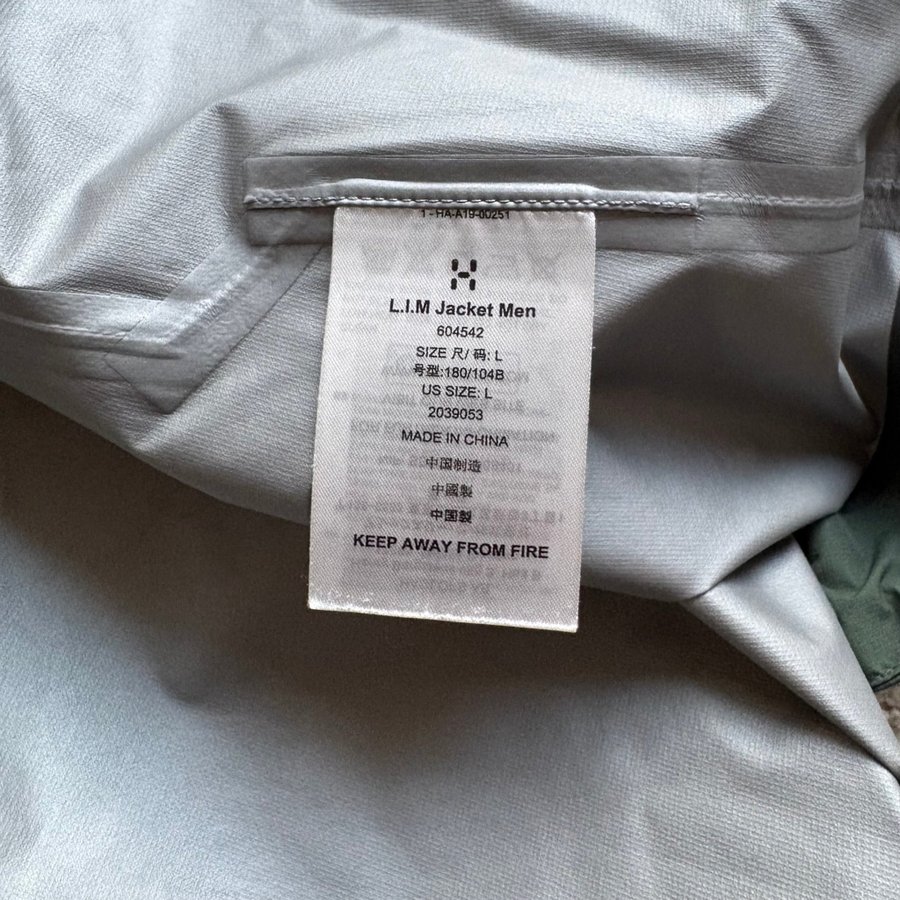 1 - HA-A19-00251
L.I.M Jacket Men
604542
SIZE 尺/ 码: L
号型:180/104B
US SIZE: L
2039053
MADE IN CHINA
中国制造
中國製
中国製
KEEP AWAY FROM FIRE